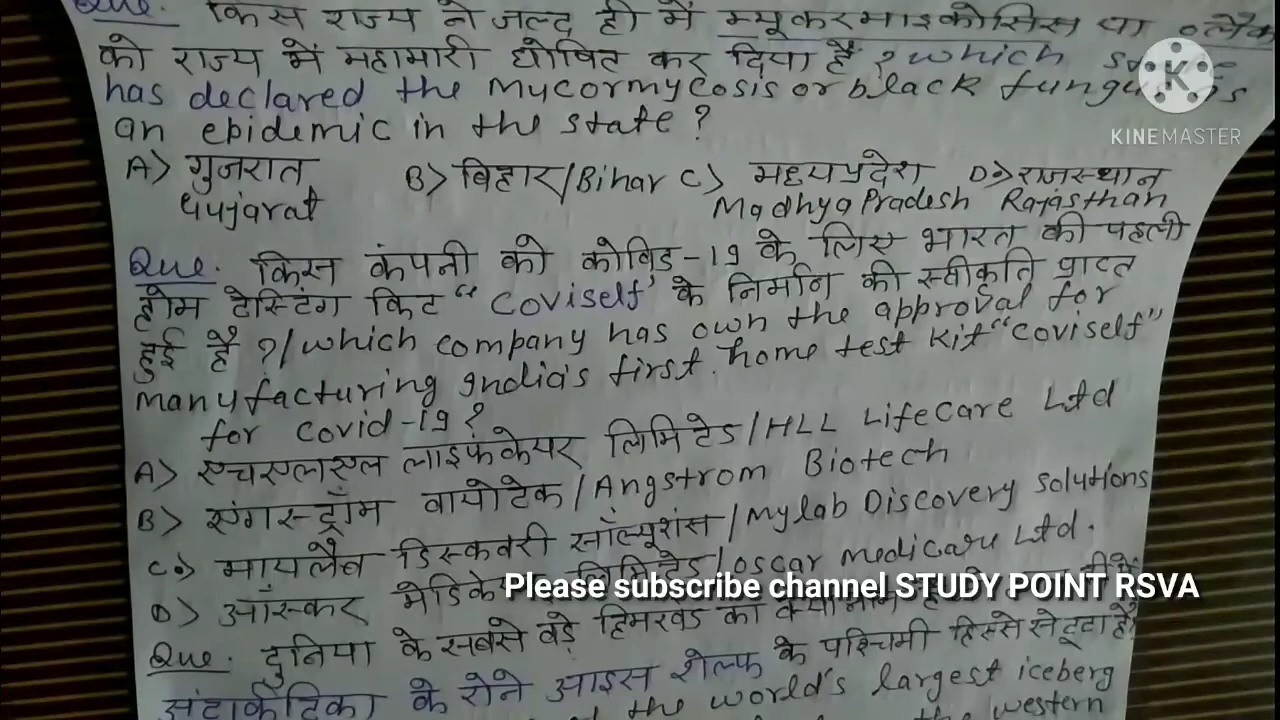 Que. किस राज्य ने जल्द ही में म्यूकरमाइकोसिस या ब्लैक
को राज्य में महामारी घोषित कर दिया है? which
has declared the Mucormycosis or black fungus as
an epidemic in the state?
A> गुजरात B> बिहार/Bihar C> मध्यप्रदेश D> राजस्थान
Gujarat Madhya Pradesh Rajasthan
KINEMASTER
Que. किस कंपनी को कोविड-19 के लिए भारत की पहली
होम टेस्टिंग किट "Coviself" के निर्माण की स्वीकृति प्राप्त
हुई है?/which company has own the approval for
manufacturing india's first home test kit "coviself"
for covid-19?
A> एचएलएल लाइफकेयर लिमिटेड/HLL LifeCare Ltd
B> एंगस्ट्रॉम बायोटेक/Angstrom Biotech
C> मायलैब डिस्कवरी सॉल्यूशंस/Mylab Discovery Solutions
D> ऑस्कर मेडिकेयर लिमिटेड/oscar medicare Ltd.
Please subscribe channel STUDY POINT RSVA
Que. दुनिया के सबसे बड़े हिमखंड का क्या नाम है
अंटार्कटिका के रोने आइस शेल्फ के पश्चिमी हिस्से से टूटा है?
the world's largest iceberg
the western